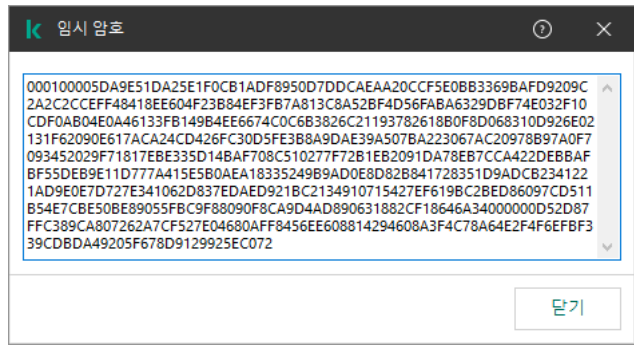 임시 암호
000100005DA9E51DA25E1F0CB1ADF8950D7DDCAEAA20CCF5E0BB3369BAFD9209C
2A2C2CCEFF48418EE604F23B84EF3FB7A813C8A52BF4D56FABA6329DBF74E032F10
CDF0AB04E0A46133FB149B4EE6674C0C6B3826C21193782618B0F8D068310D926E02
131F62090E617ACA24CD426FC30D5FE3B8A9DAE39A507BA223067AC20978B97A0F7
093452029F71817EBE335D14BAF708C510277F72B1EB2091DA78EB7CCA422DEBBAF
BF55DEB9E11D777A415E5B0AEA18335249B9AD0E8D82B841728351D9ADCB234122
1AD9E0E7D727E341062D837EDAED921BC2134910715427EF619BC2BED86097CD511
B54E7CBE50BE89055FBC9F88090F8CA9D4AD890631882CF18646A34000000D52D87
FFC389CA807262A7CF527E04680AFF8456EE608814294608A3F4C78A64E2F4F6EFBF3
39CDBDA49205F678D9129925EC072
닫기